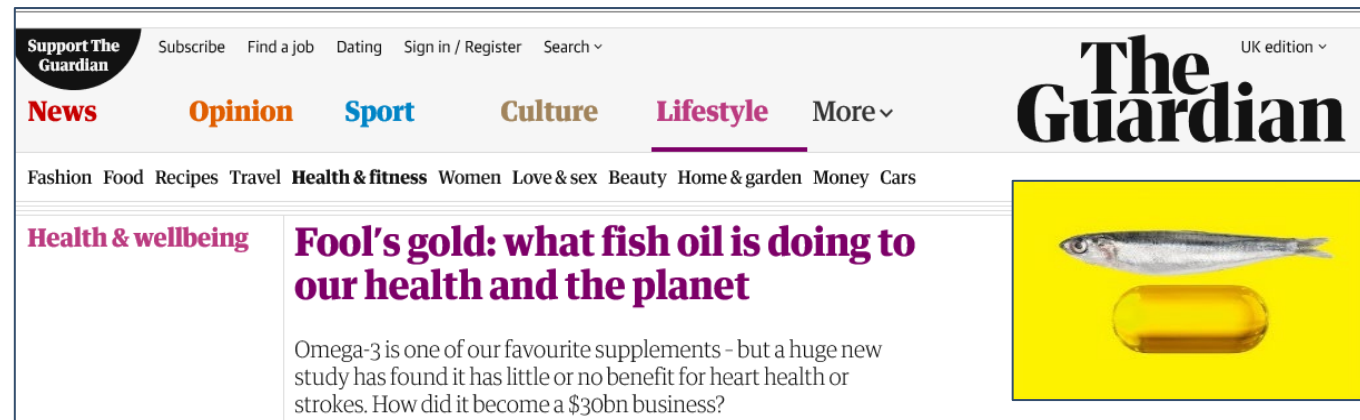 Support The
Guardian
Subscribe Find a job Dating Sign in / Register Search
UK edition
The
Guardian
News Opinion Sport Culture Lifestyle More
Fashion Food Recipes Travel Health & fitness Women Love & sex Beauty Home & garden Money Cars
Health & wellbeing
Fool's gold: what fish oil is doing to
our health and the planet
Omega-3 is one of our favourite supplements – but a huge new
study has found it has little or no benefit for heart health or
strokes. How did it become a $30bn business?